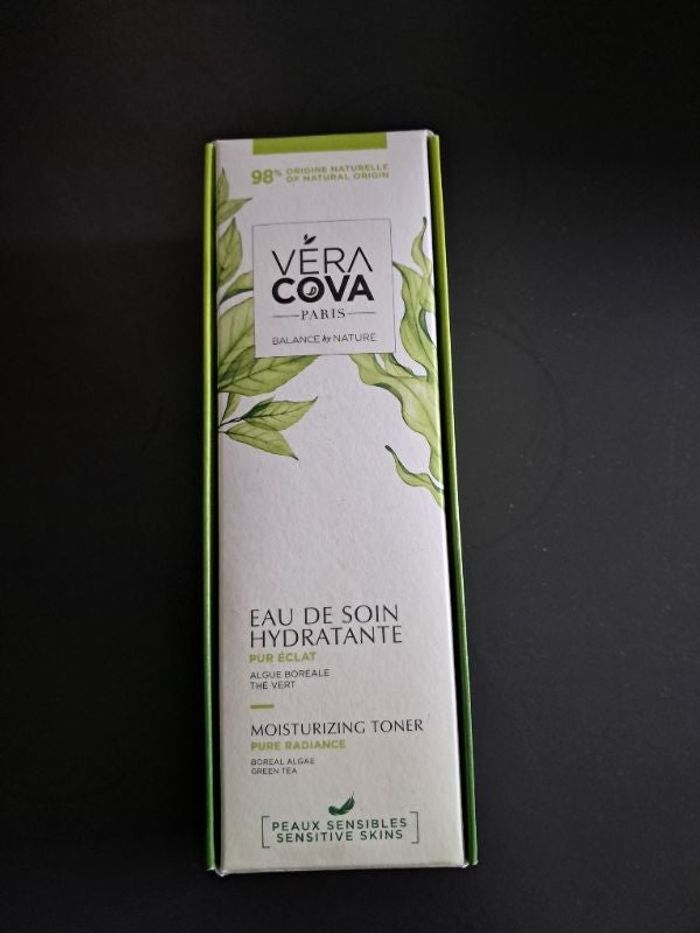 98% ORIGINE NATURELLE
OF NATURAL ORIGIN
VÉRA
COVA
PARIS
BALANCE by NATURE
EAU DE SOIN
HYDRATANTE
PUR ÉCLAT
ALGUE BORÉALE
THÉ VERT
MOISTURIZING TONER
PURE RADIANCE
BOREAL ALGAE
GREEN TEA
PEAUX SENSIBLES
SENSITIVE SKINS